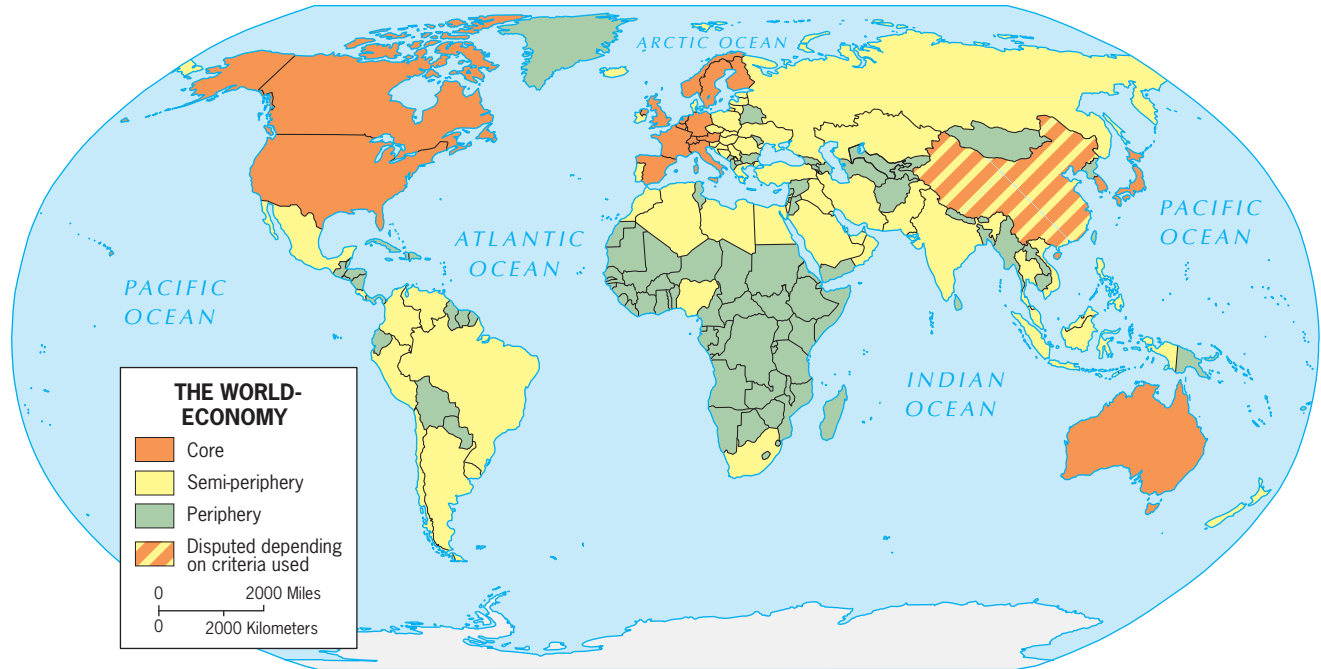 ARCTIC OCEAN
ATLANTIC
OCEAN
PACIFIC
OCEAN
PACIFIC
OCEAN
INDIAN
OCEAN
THE WORLD-
ECONOMY
Core
Semi-periphery
Periphery
Disputed depending
on criteria used
0 2000 Miles
0 2000 Kilometers